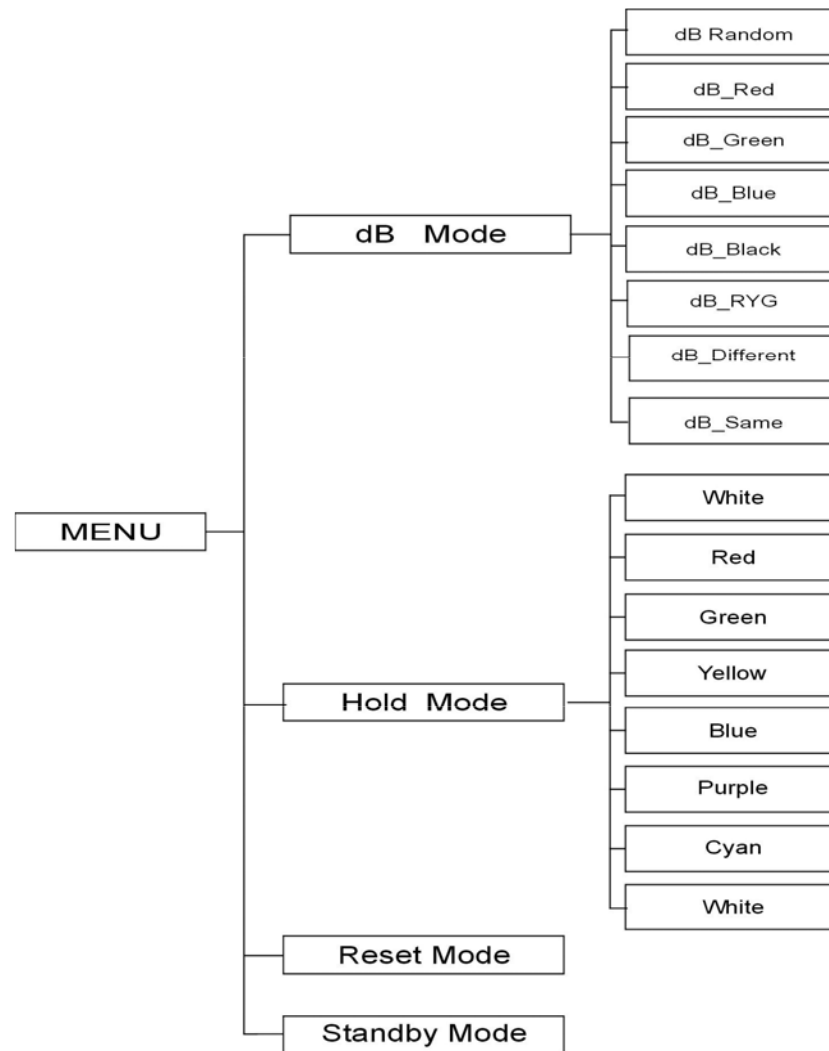 dB Random
dB_Red
dB_Green
dB_Blue
dB Mode
dB_Black
dB_RYG
dB_Different
dB_Same
White
MENU
Red
Green
Yellow
Hold Mode
Blue
Purple
Cyan
White
Reset Mode
Standby Mode